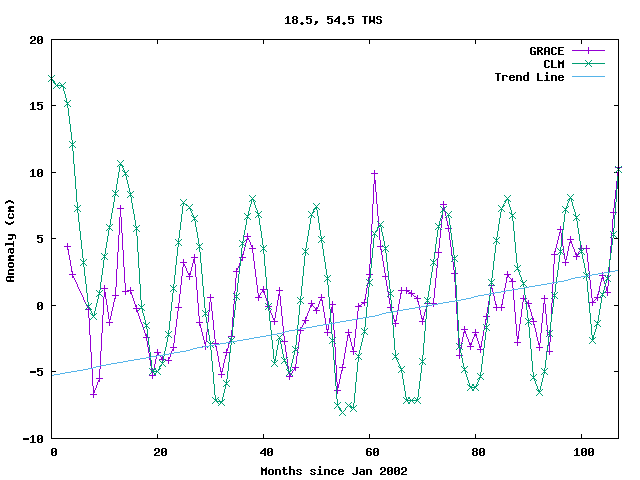 18.5, 54.5 TWS
GRACE
CLM
Trend Line
20
15
10
5
0
-5
-10
Anomaly (cm)
0 20 40 60 80 100
Months since Jan 2002